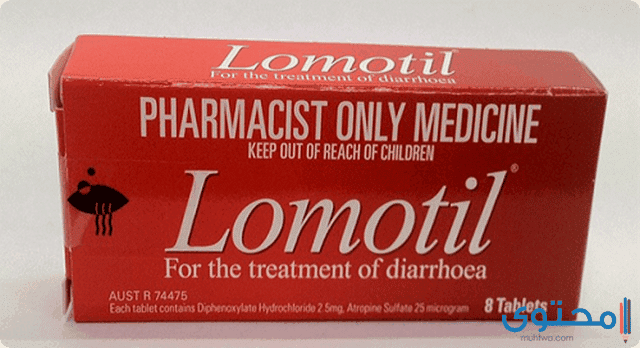 Lomotil
For the treatment of diarrhoea
PHARMACIST ONLY MEDICINE
KEEP OUT OF REACH OF CHILDREN
Lomotil®
For the treatment of diarrhoea
AUST R 74475
Each tablet contains Diphenoxylate Hydrochloride 2.5mg, Atropine Sulfate 25 microgram
8 Tablets
محتوى
muhtwa.com